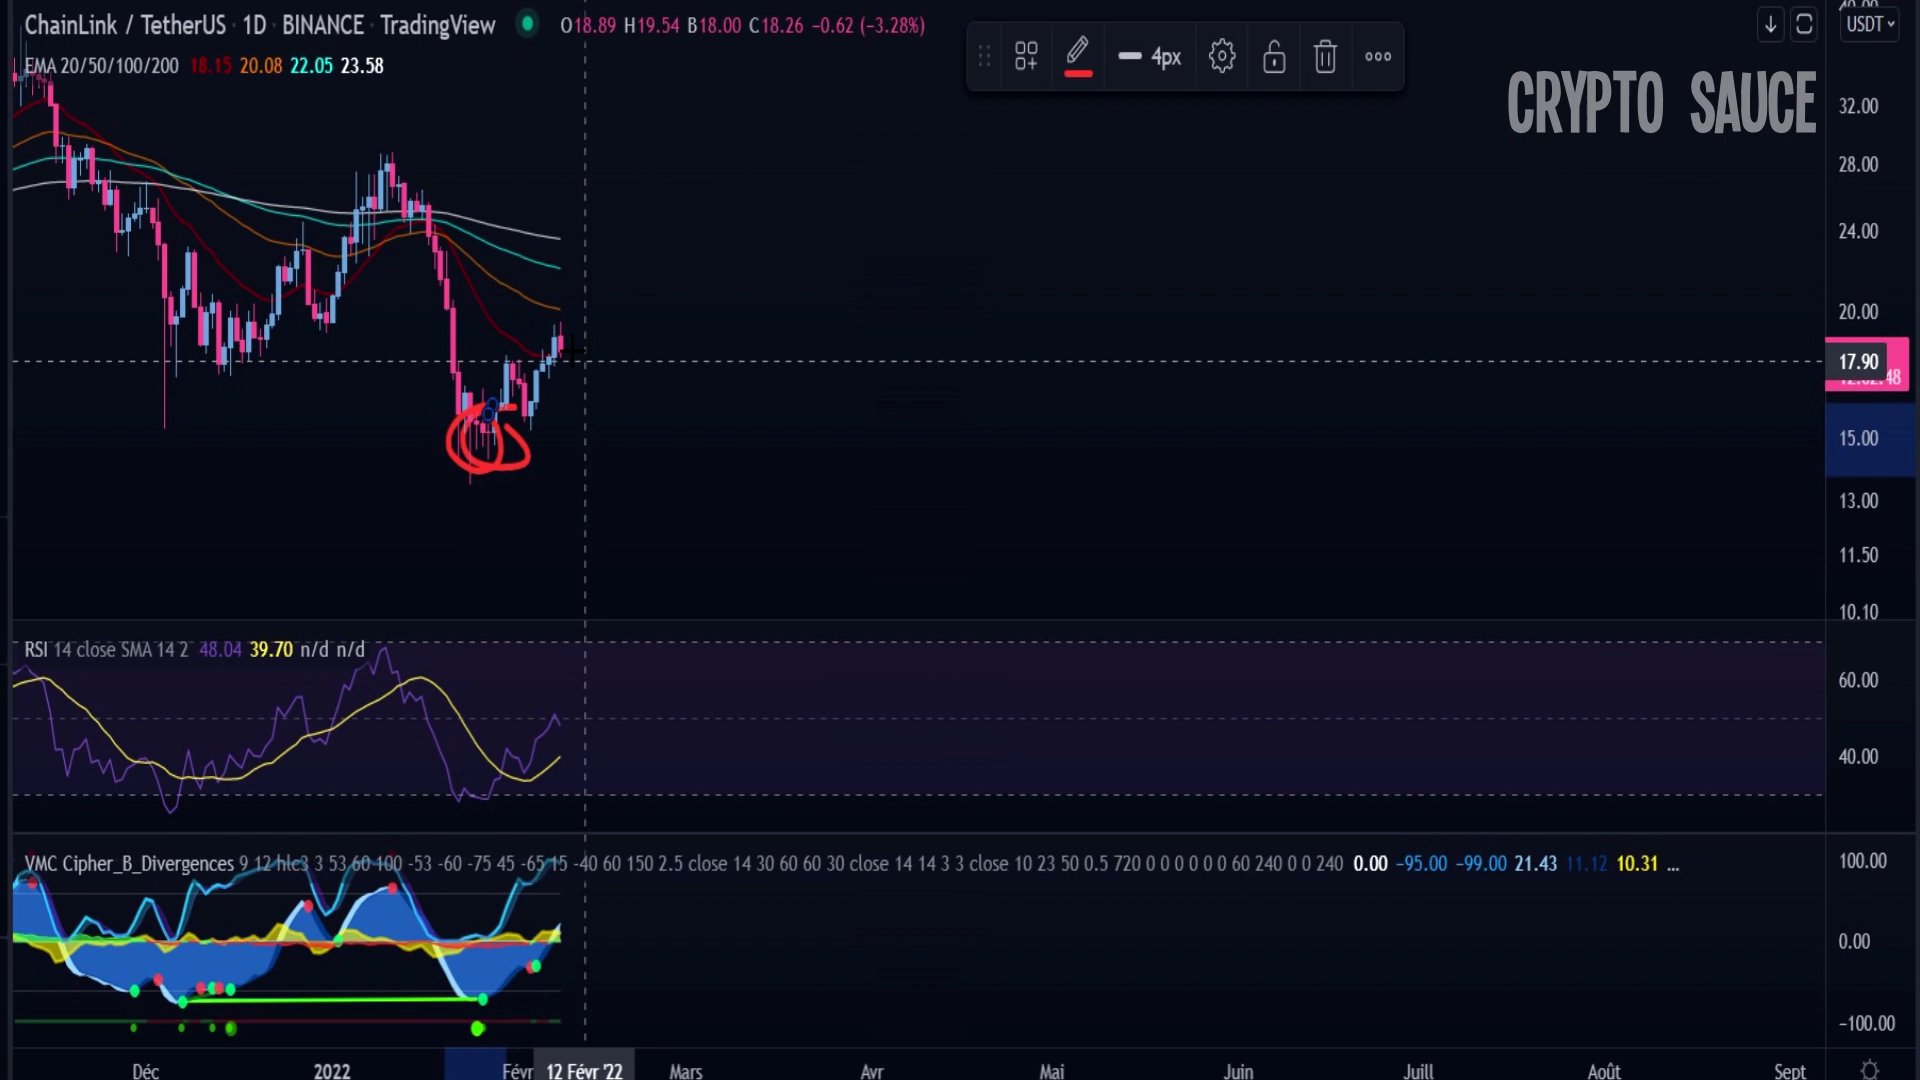 ChainLink / TetherUS · 1D · BINANCE · TradingView O18.89 H19.54 B18.00 C18.26 −0.62 (−3.28%)
EMA 20/50/100/200 18.15 20.08 22.05 23.58
4px
USDT
CRYPTO SAUCE
32.00
28.00
24.00
20.00
17.90
15.00
13.00
11.50
10.10
RSI 14 close SMA 14 2 48.04 39.70 n/d n/d
60.00
40.00
VMC Cipher_B_Divergences 9 12 hlc3 3 53 60 100 -53 -60 -75 45 -65 15 -40 60 150 2.5 close 14 30 60 60 30 close 14 14 3 3 close 10 23 50 0.5 720 0 0 0 0 0 0 60 240 0 0 240 0.00 −95.00 −99.00 21.43 11.12 10.31 ...
100.00
0.00
−100.00
Déc 2022 Févr 12 Févr '22 Mars Avr Mai Juin Juill Août Sept